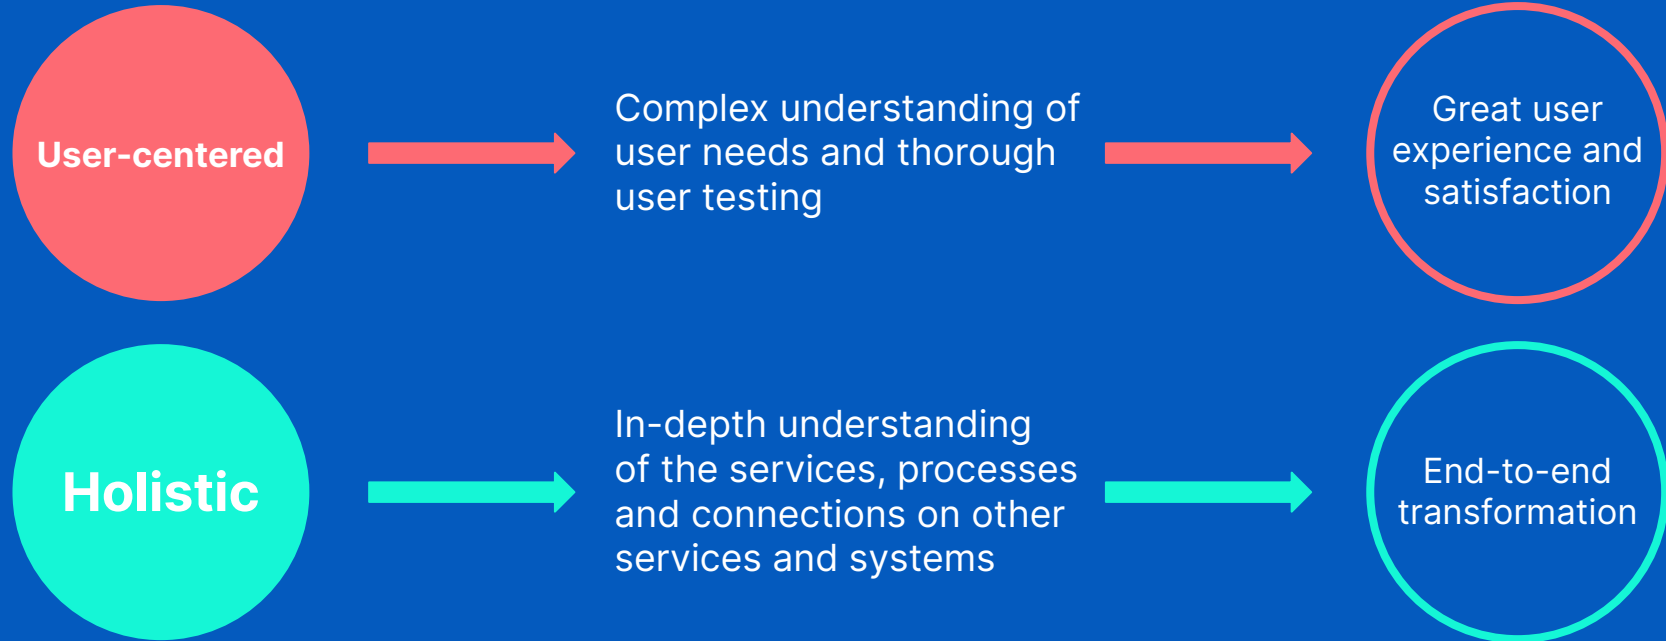 User-centered
Complex understanding of
user needs and thorough
user testing
Great user
experience and
satisfaction
Holistic
In-depth understanding
of the services, processes
and connections on other
services and systems
End-to-end
transformation